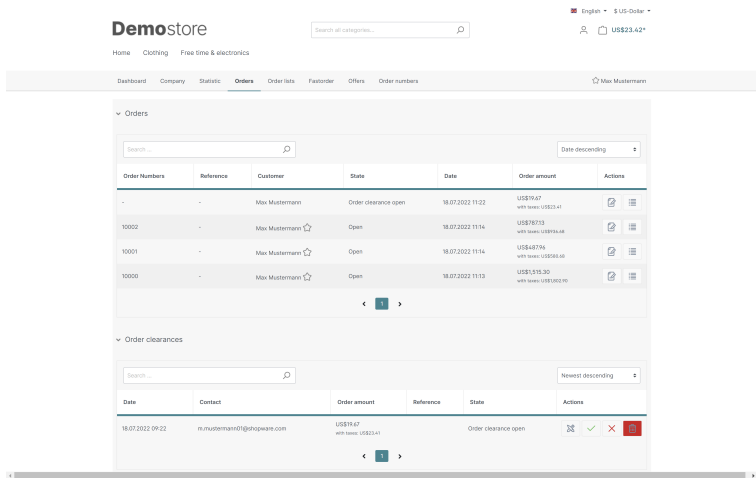 English $ US-Dollar
Demostore
Search all categories...
US$23.42*
Home Clothing Free time & electronics
Dashboard Company Statistic Orders Order lists Fastorder Offers Order numbers Max Mustermann
Orders
Search ... Date descending
Order Numbers Reference Customer State Date Order amount Actions
- - Max Mustermann Order clearance open 18.07.2022 11:22 US$19.67
with taxes: US$23.41
10002 - Max Mustermann Open 18.07.2022 11:14 US$787.13
with taxes: US$936.68
10001 - Max Mustermann Open 18.07.2022 11:14 US$487.96
with taxes: US$580.68
10000 - Max Mustermann Open 18.07.2022 11:13 US$1,515.30
with taxes: US$1,802.90
1
Order clearances
Search ... Newest descending
Date Contact Order amount Reference State Actions
18.07.2022 09:22 m.mustermann01@shopware.com US$19.67
with taxes: US$23.41
Order clearance open
1